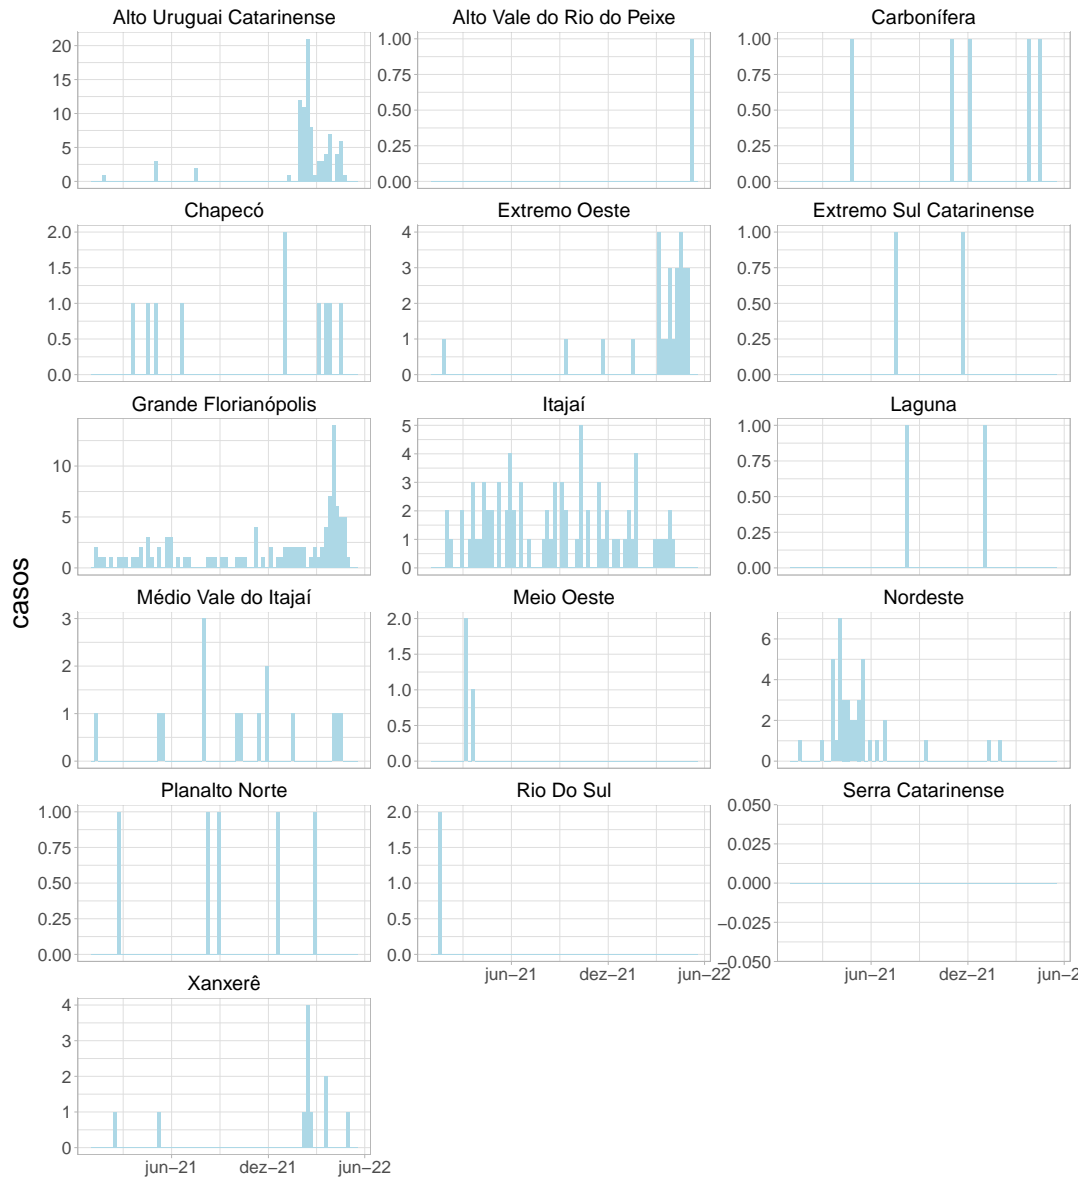 Alto Uruguai Catarinense Alto Vale do Rio do Peixe Carbonífera
20 1.00 1.00
15 0.75 0.75
10 0.50 0.50
5 0.25 0.25
0 0.00 0.00
Chapecó Extremo Oeste Extremo Sul Catarinense
2.0 4 1.00
1.5 3 0.75
1.0 2 0.50
0.5 1 0.25
0.0 0 0.00
Grande Florianópolis Itajaí Laguna
10 5 1.00
5 4 0.75
0 3 0.50
2 0.25
1 0.00
0
casos
Médio Vale do Itajaí Meio Oeste Nordeste
3 2.0 6
2 1.5 4
1 1.0 2
0 0.5 0
0.0
Planalto Norte Rio Do Sul Serra Catarinense
1.00 2.0 0.050
0.75 1.5 0.025
0.50 1.0 0.000
0.25 0.5 −0.025
0.00 0.0 −0.050
jun−21 dez−21 jun−22 jun−21 dez−21 jun−2
Xanxerê
4
3
2
1
0
jun−21 dez−21 jun−22